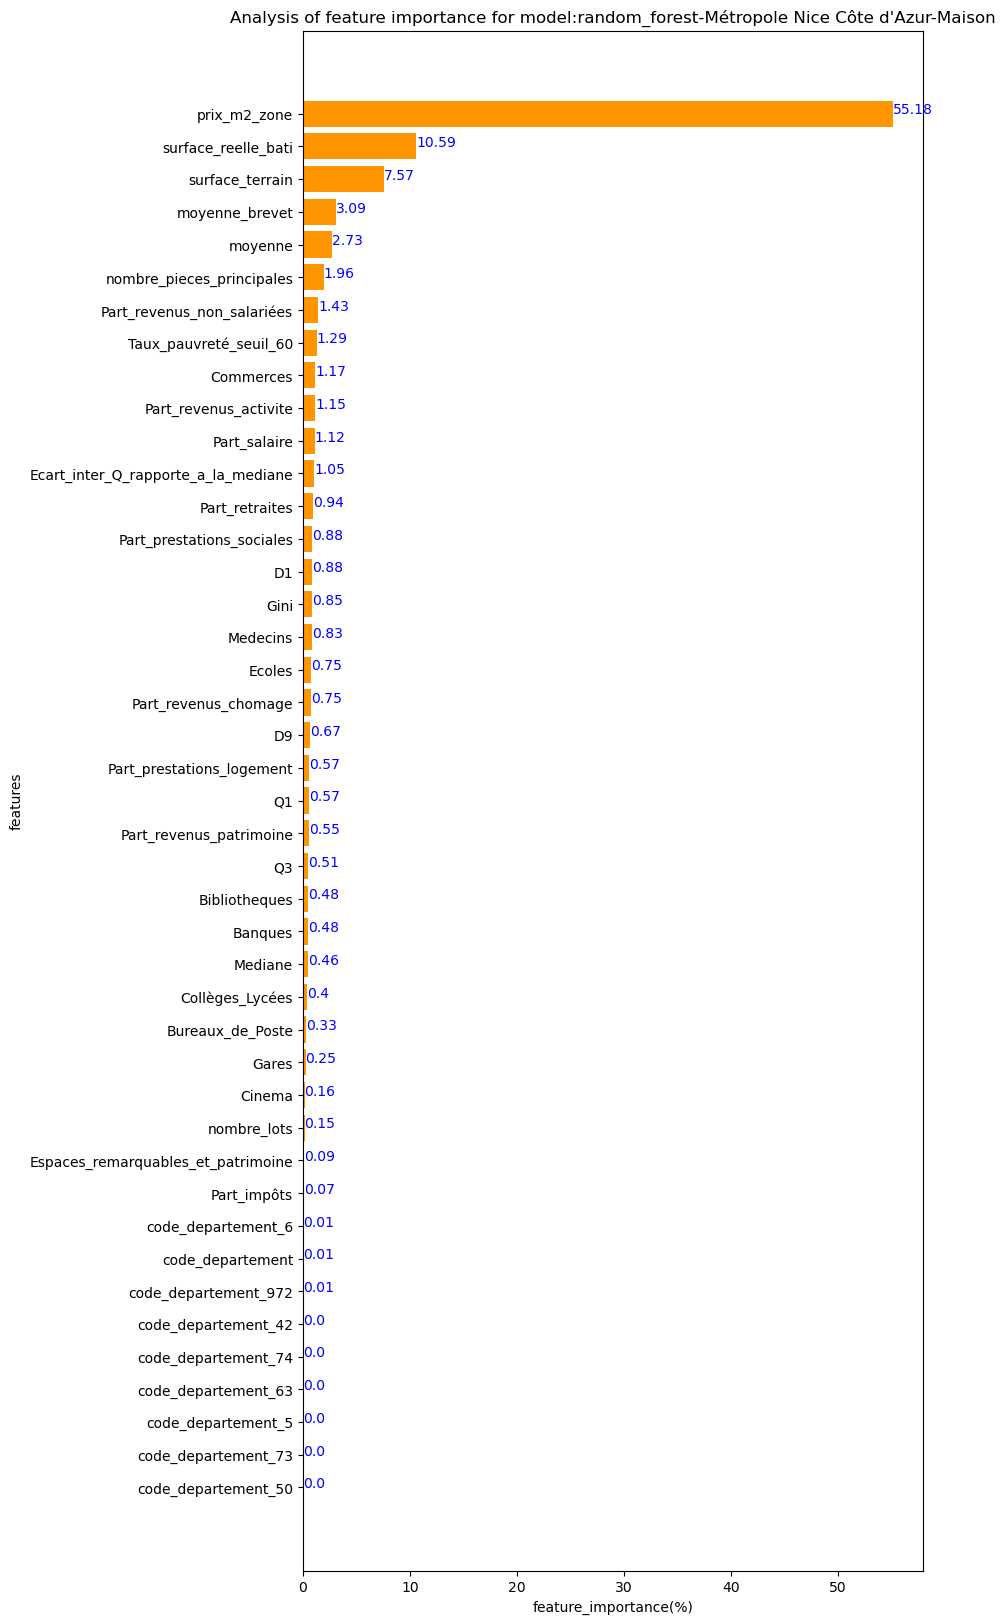 Analysis of feature importance for model:random_forest-Métropole Nice Côte d'Azur-Maison
prix_m2_zone 55.18
surface_reelle_bati 10.59
surface_terrain 7.57
moyenne_brevet 3.09
moyenne 2.73
nombre_pieces_principales 1.96
Part_revenus_non_salariées 1.43
Taux_pauvreté_seuil_60 1.29
Commerces 1.17
Part_revenus_activite 1.15
Part_salaire 1.12
Ecart_inter_Q_rapporte_a_la_mediane 1.05
Part_retraites 0.94
Part_prestations_sociales 0.88
D1 0.88
Gini 0.85
Medecins 0.83
Ecoles 0.75
Part_revenus_chomage 0.75
D9 0.67
Part_prestations_logement 0.57
Q1 0.57
Part_revenus_patrimoine 0.55
Q3 0.51
Bibliotheques 0.48
Banques 0.48
Mediane 0.46
Collèges_Lycées 0.4
Bureaux_de_Poste 0.33
Gares 0.25
Cinema 0.16
nombre_lots 0.15
Espaces_remarquables_et_patrimoine 0.09
Part_impôts 0.07
code_departement_6 0.01
code_departement 0.01
code_departement_972 0.01
code_departement_42 0.0
code_departement_74 0.0
code_departement_63 0.0
code_departement_5 0.0
code_departement_73 0.0
code_departement_50 0.0
features
0 10 20 30 40 50
feature_importance(%)